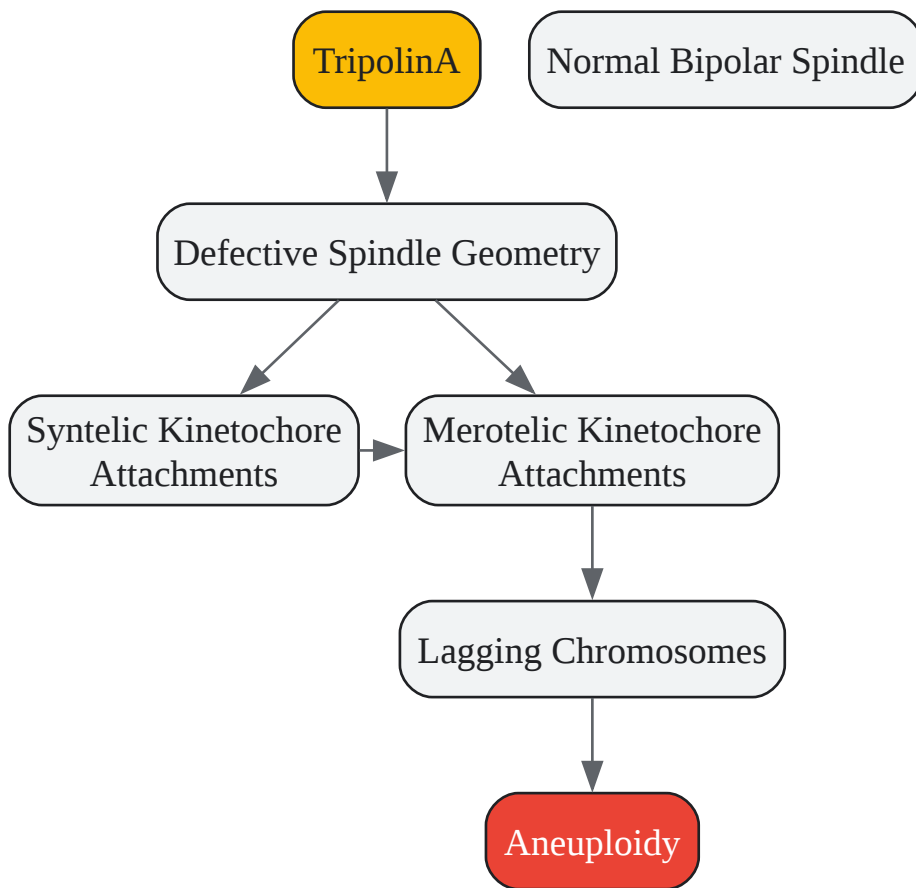 TripolinA
Normal Bipolar Spindle
Defective Spindle Geometry
Syntelic Kinetochore
Attachments
Merotelic Kinetochore
Attachments
Lagging Chromosomes
Aneuploidy